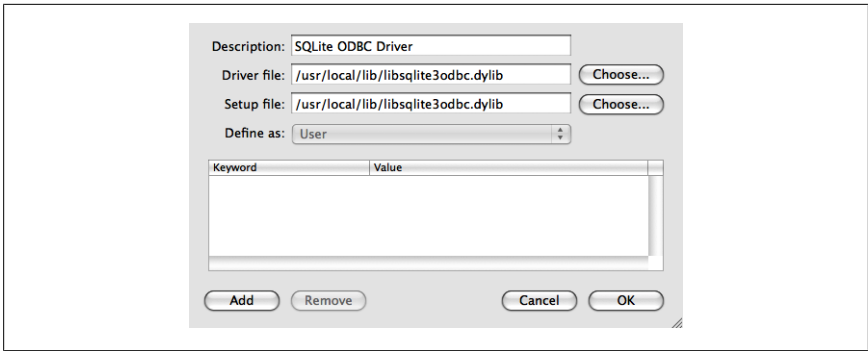 Description: SQLite ODBC Driver
Driver file: /usr/local/lib/libsqlite3odbc.dylib Choose...
Setup file: /usr/local/lib/libsqlite3odbc.dylib Choose...
Define as: User
Keyword Value
Add Remove Cancel OK